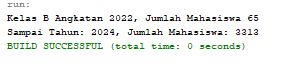 run:
Kelas B Angkatan 2022, Jumlah Mahasiswa 65
Sampai Tahun: 2024, Jumlah Mahasiswa: 3313
BUILD SUCCESSFUL (total time: 0 seconds)